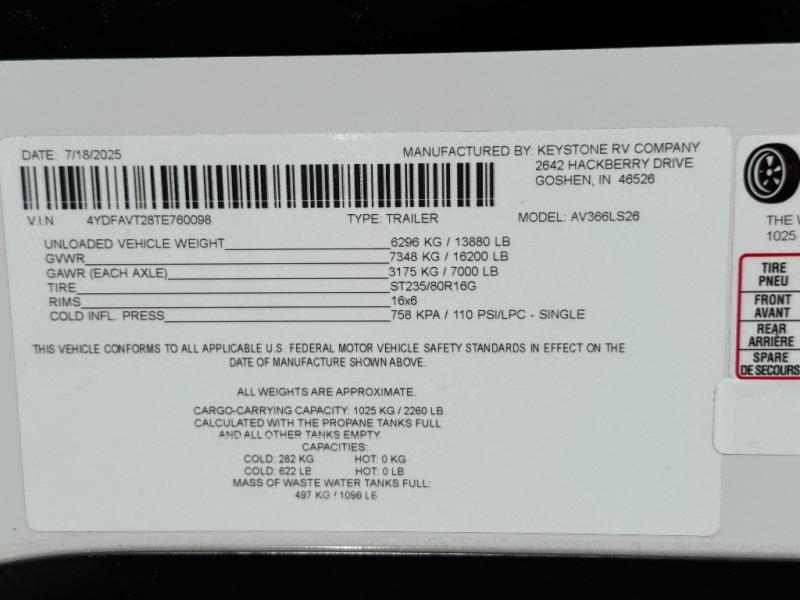 DATE: 7/18/2025
MANUFACTURED BY: KEYSTONE RV COMPANY
2642 HACKBERRY DRIVE
GOSHEN, IN 46526
V.I.N 4YDFAVT28TE760098 TYPE: TRAILER MODEL: AV366LS26
UNLOADED VEHICLE WEIGHT 6296 KG / 13880 LB
GVWR 7348 KG / 16200 LB
GAWR (EACH AXLE) 3175 KG / 7000 LB
TIRE ST235/80R16G
RIMS 16x6
COLD INFL. PRESS 758 KPA / 110 PSI/LPC - SINGLE
THIS VEHICLE CONFORMS TO ALL APPLICABLE U.S. FEDERAL MOTOR VEHICLE SAFETY STANDARDS IN EFFECT ON THE
DATE OF MANUFACTURE SHOWN ABOVE.
ALL WEIGHTS ARE APPROXIMATE.
CARGO-CARRYING CAPACITY: 1025 KG / 2260 LB
CALCULATED WITH THE PROPANE TANKS FULL
AND ALL OTHER TANKS EMPTY.
CAPACITIES:
COLD: 282 KG HOT: 0 KG
COLD: 622 LB HOT: 0 LB
MASS OF WASTE WATER TANKS FULL:
497 KG / 1096 LB
THE
1025
TIRE
PNEU
FRONT
AVANT
REAR
ARRIÈRE
SPARE
DE SECOURS